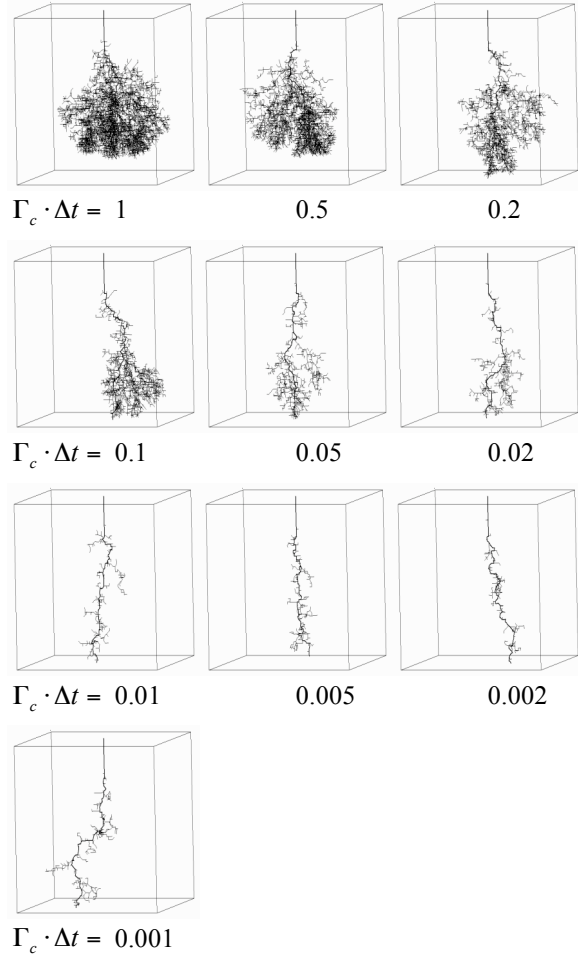 Γc · Δt = 1 0.5 0.2
Γc · Δt = 0.1 0.05 0.02
Γc · Δt = 0.01 0.005 0.002
Γc · Δt = 0.001